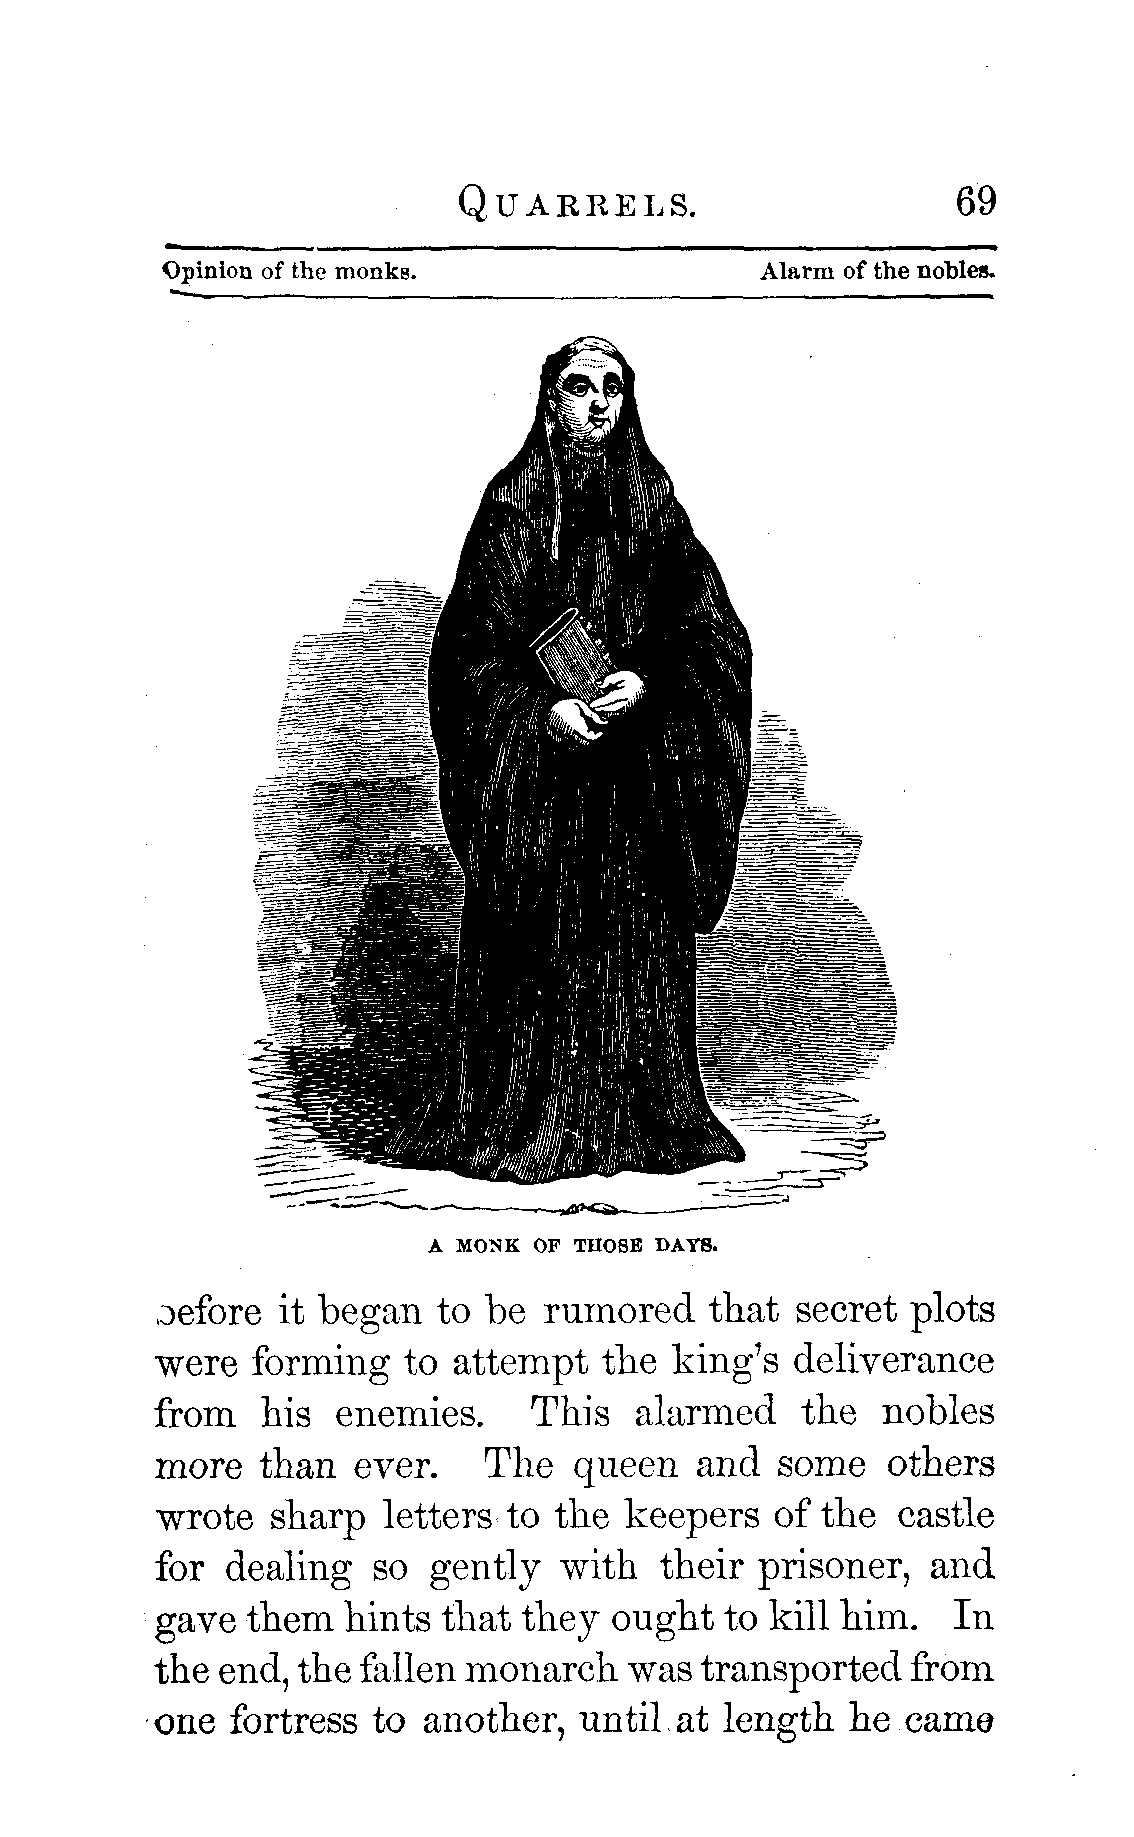 QUARRELS. 69
Opinion of the monks. Alarm of the nobles.
A MONK OF THOSE DAYS.
before it began to be rumored that secret plots
were forming to attempt the king's deliverance
from his enemies. This alarmed the nobles
more than ever. The queen and some others
wrote sharp letters to the keepers of the castle
for dealing so gently with their prisoner, and
gave them hints that they ought to kill him. In
the end, the fallen monarch was transported from
one fortress to another, until at length he came